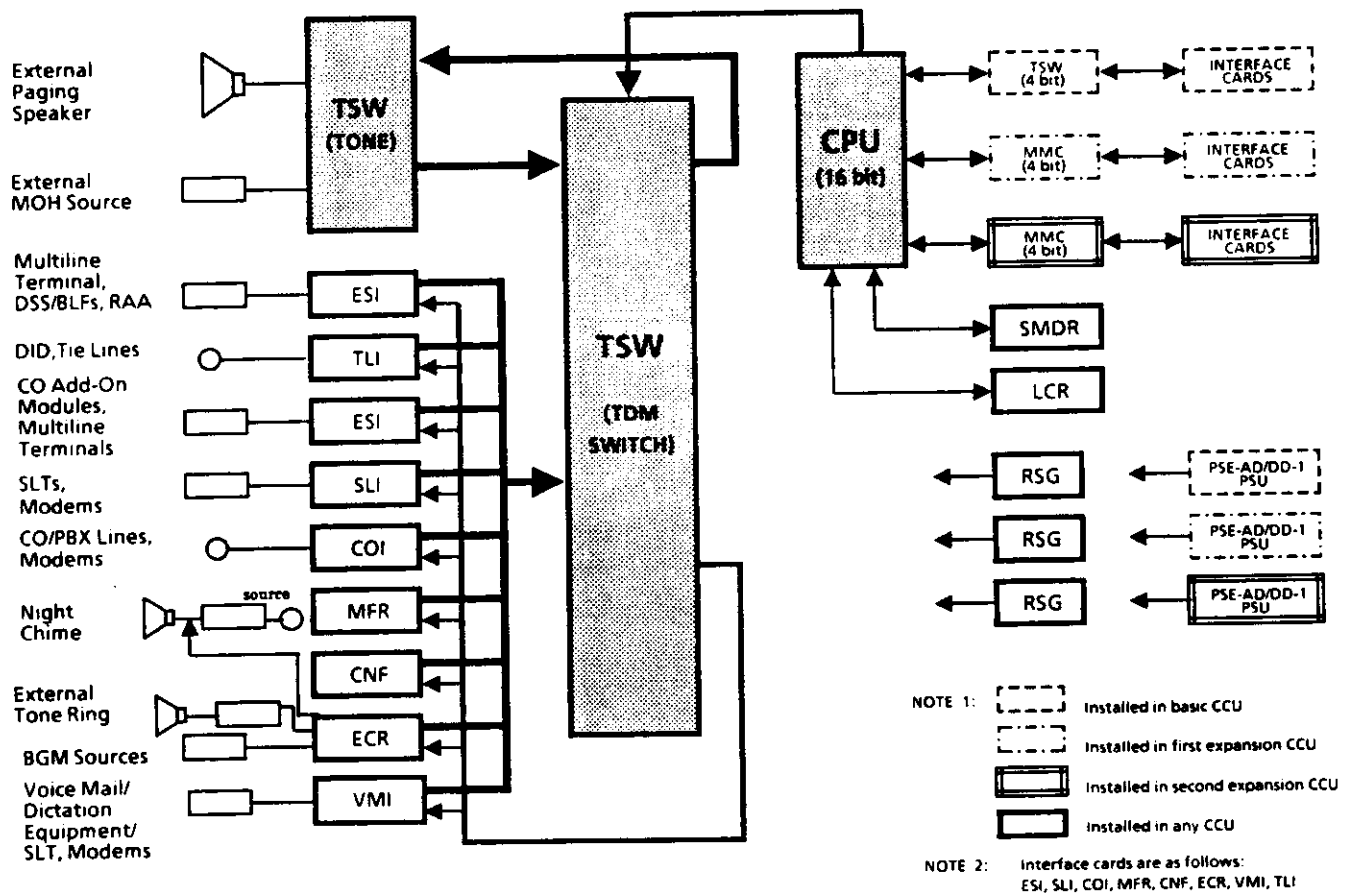 External
Paging
Speaker
External
MOH Source
TSW
(TONE)
Multiline
Terminal,
DSS/BLFs, RAA
ESI
DID,Tie Lines
TLI
CO Add-On
Modules,
Multiline
Terminals
ESI
SLTs,
Modems
SLI
CO/PBX Lines,
Modems
COI
Night
Chime
source
MFR
CNF
External
Tone Ring
ECR
BGM Sources
Voice Mail/
Dictation
Equipment/
SLT, Modems
VMI
TSW
(TDM
SWITCH)
CPU
(16 bit)
TSW
(4 bit)
INTERFACE
CARDS
MMC
(4 bit)
INTERFACE
CARDS
MMC
(4 bit)
INTERFACE
CARDS
SMDR
LCR
RSG
PSE-AD/DD-1
PSU
RSG
PSE-AD/DD-1
PSU
RSG
PSE-AD/DD-1
PSU
NOTE 1:
Installed in basic CCU
Installed in first expansion CCU
Installed in second expansion CCU
Installed in any CCU
NOTE 2: Interface cards are as follows:
ESI, SLI, COI, MFR, CNF, ECR, VMI, TLI